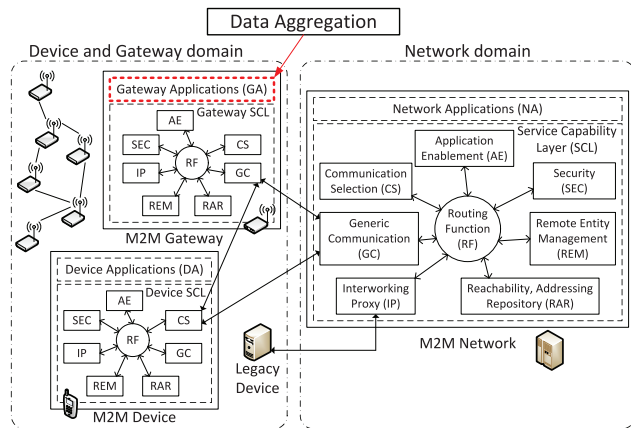 Data Aggregation
Device and Gateway domain
Network domain
Gateway Applications (GA)
Gateway SCL
AE
SEC
CS
RF
IP
GC
REM
RAR
M2M Gateway
Device Applications (DA)
Device SCL
AE
SEC
CS
RF
IP
GC
REM
RAR
M2M Device
Legacy
Device
Network Applications (NA)
Service Capability
Layer (SCL)
Application
Enablement (AE)
Communication
Selection (CS)
Security
(SEC)
Generic
Communication
(GC)
Routing
Function
(RF)
Remote Entity
Management
(REM)
Interworking
Proxy (IP)
Reachability, Addressing
Repository (RAR)
M2M Network